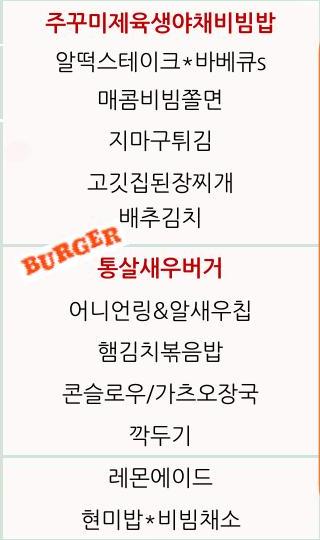 주꾸미제육생야채비빔밥
알떡스테이크*바베큐s
매콤비빔쫄면
지마구튀김
고깃집된장찌개
배추김치
BURGER
통살새우버거
어니언링&알새우칩
햄김치볶음밥
콘슬로우/가츠오장국
깍두기
레몬에이드
현미밥*비빔채소